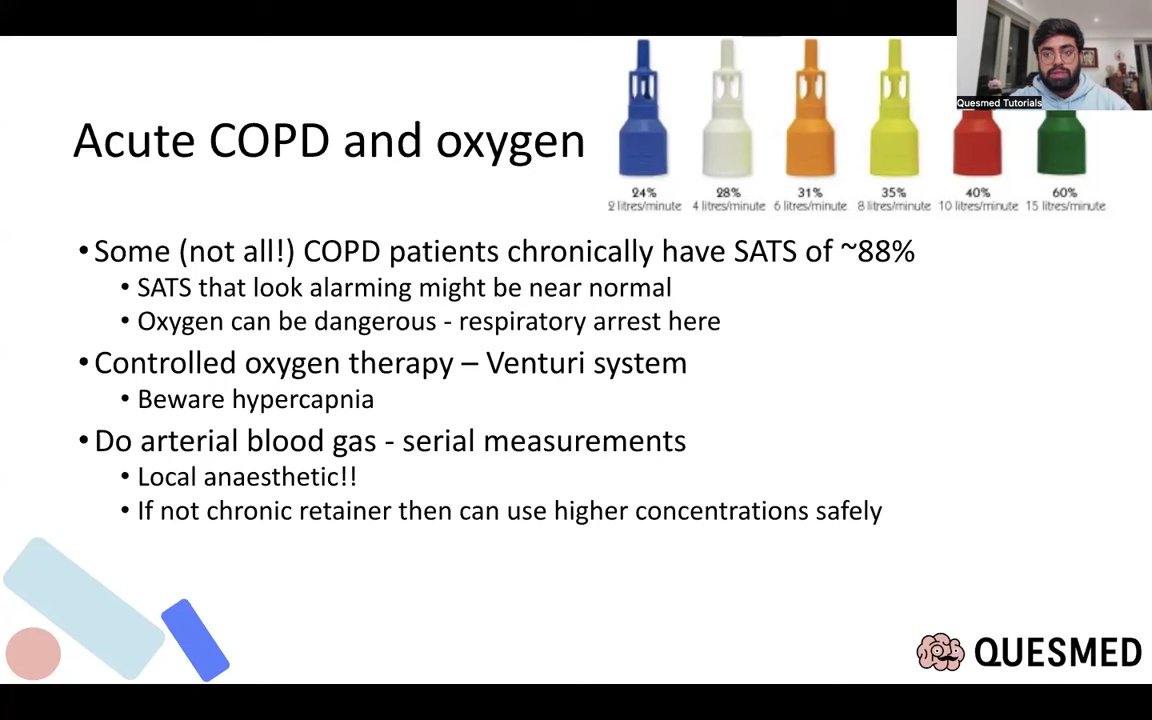 Quesmed Tutorials
Acute COPD and oxygen
24% 28% 31% 35% 40% 60%
2 litres/minute 4 litres/minute 6 litres/minute 8 litres/minute 10 litres/minute 15 litres/minute
• Some (not all!) COPD patients chronically have SATS of ~88%
• SATS that look alarming might be near normal
• Oxygen can be dangerous - respiratory arrest here
• Controlled oxygen therapy – Venturi system
• Beware hypercapnia
• Do arterial blood gas - serial measurements
• Local anaesthetic!!
• If not chronic retainer then can use higher concentrations safely
QUESMED